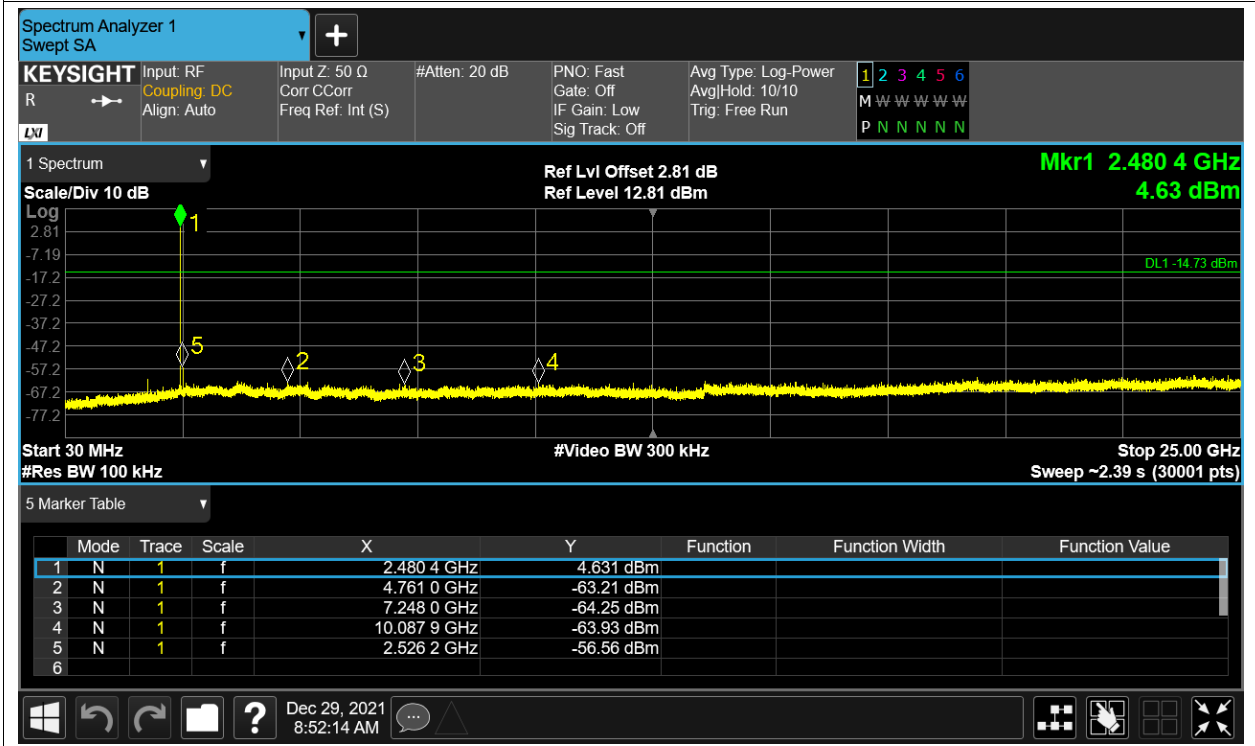 Spectrum Analyzer 1
Swept SA
KEYSIGHT
R
LXI
Input: RF
Coupling: DC
Align: Auto
Input Z: 50 Ω
Corr CCorr
Freq Ref: Int (S)
#Atten: 20 dB
PNO: Fast
Gate: Off
IF Gain: Low
Sig Track: Off
Avg Type: Log-Power
Avg|Hold: 10/10
Trig: Free Run
1 2 3 4 5 6
M W W W W W
P N N N N N
1 Spectrum
Scale/Div 10 dB
Ref Lvl Offset 2.81 dB
Ref Level 12.81 dBm
Mkr1 2.480 4 GHz
4.63 dBm
Log
2.81
-7.19
-17.2
-27.2
-37.2
-47.2
-57.2
-67.2
-77.2
1
DL1 -14.73 dBm
5
2
3
4
Start 30 MHz
#Video BW 300 kHz
Stop 25.00 GHz
#Res BW 100 kHz
Sweep ~2.39 s (30001 pts)
5 Marker Table
Mode Trace Scale X Y Function Function Width Function Value
1 N 1 f 2.480 4 GHz 4.631 dBm
2 N 1 f 4.761 0 GHz -63.21 dBm
3 N 1 f 7.248 0 GHz -64.25 dBm
4 N 1 f 10.087 9 GHz -63.93 dBm
5 N 1 f 2.526 2 GHz -56.56 dBm
6
?
Dec 29, 2021
8:52:14 AM